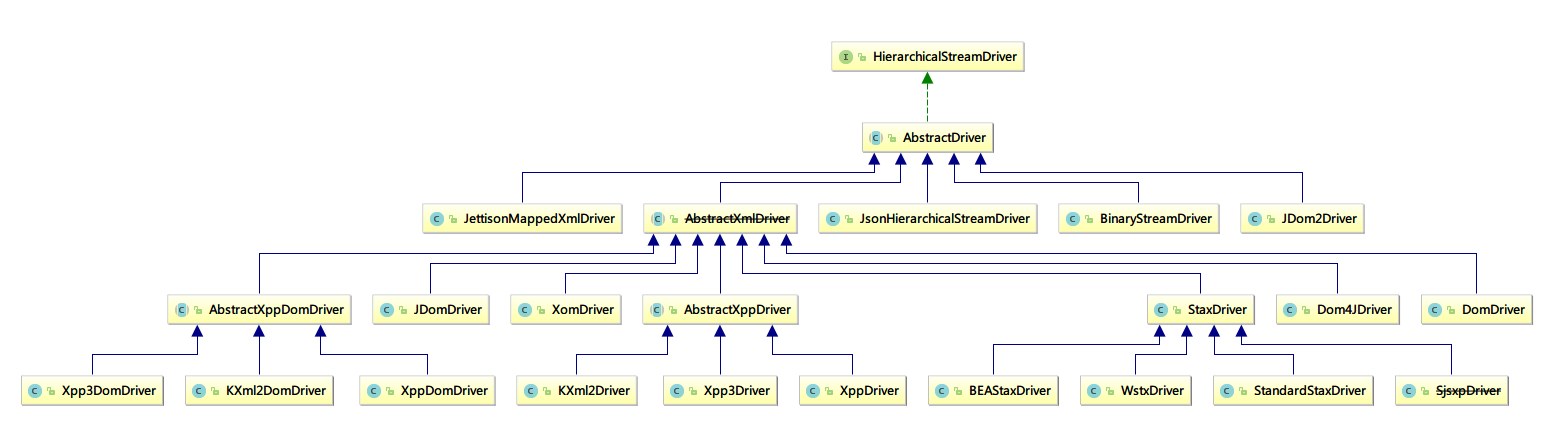 HierarchicalStreamDriver
AbstractDriver
JettisonMappedXmlDriver
AbstractXmlDriver
JsonHierarchicalStreamDriver
BinaryStreamDriver
JDom2Driver
AbstractXppDomDriver
JDomDriver
XomDriver
AbstractXppDriver
StaxDriver
Dom4JDriver
DomDriver
Xpp3DomDriver
KXml2DomDriver
XppDomDriver
KXml2Driver
Xpp3Driver
XppDriver
BEAStaxDriver
WstxDriver
StandardStaxDriver
SjsxpDriver